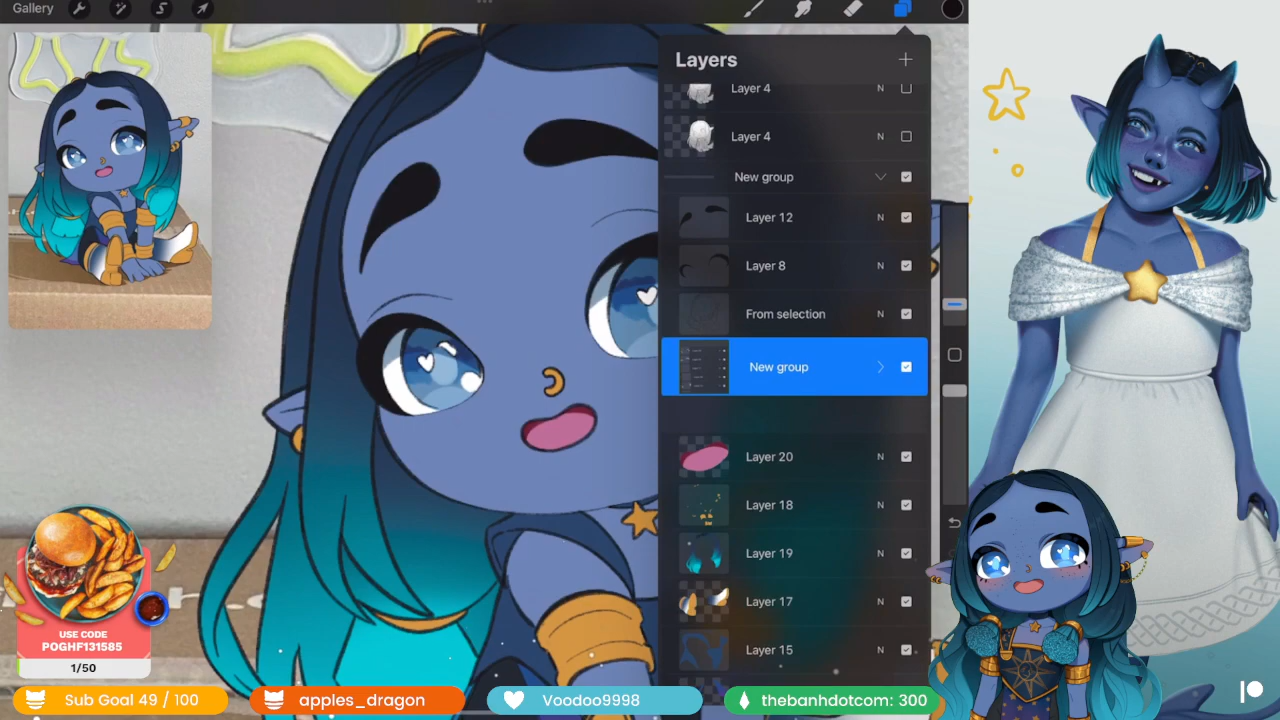 Gallery
Layers
Layer 4 N
Layer 4 N
New group
Layer 12 N
Layer 8 N
From selection N
New group
Layer 20 N
Layer 18 N
Layer 19 N
Layer 17 N
Layer 15 N
USE CODE
POGHF131585
1/50
Sub Goal 49 / 100
apples_dragon
Voodoo9998
thebanhdotcom: 300